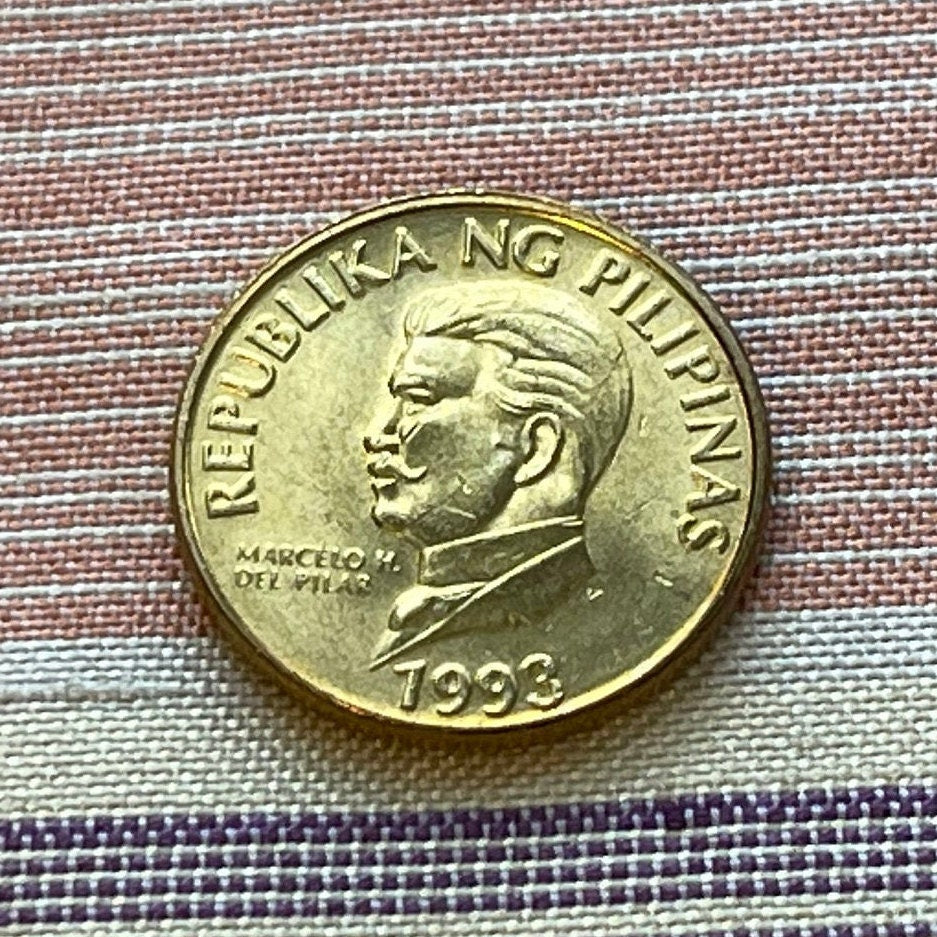 REPUBLIKA NG PILIPINAS
MARCELO H.
DEL PILAR
1993